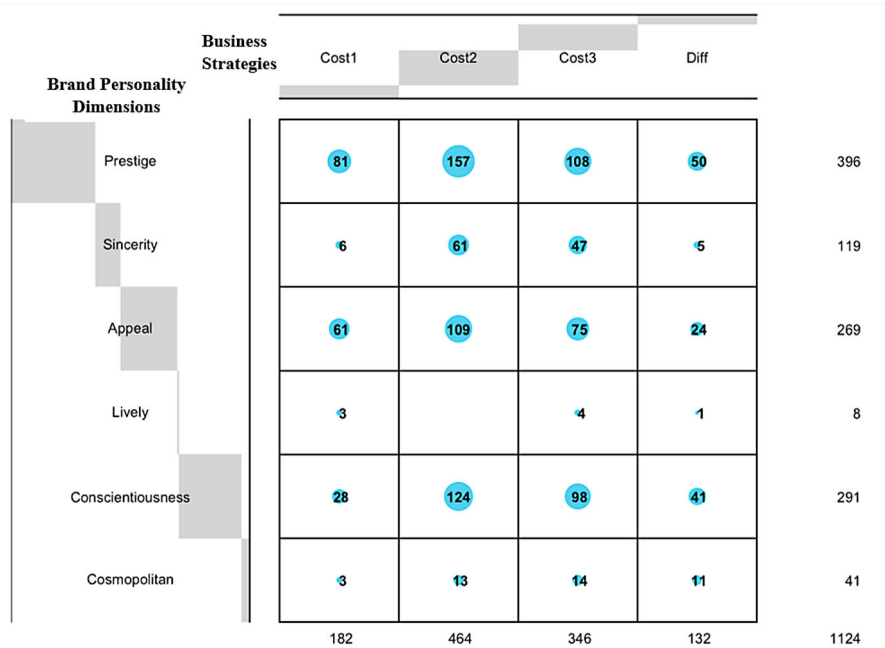 Business
Strategies
Cost1 Cost2 Cost3 Diff
Brand Personality
Dimensions
Prestige 81 157 108 50 396
Sincerity 6 61 47 5 119
Appeal 61 109 75 24 269
Lively 3 4 1 8
Conscientiousness 28 124 98 41 291
Cosmopolitan 3 13 14 11 41
182 464 346 132 1124